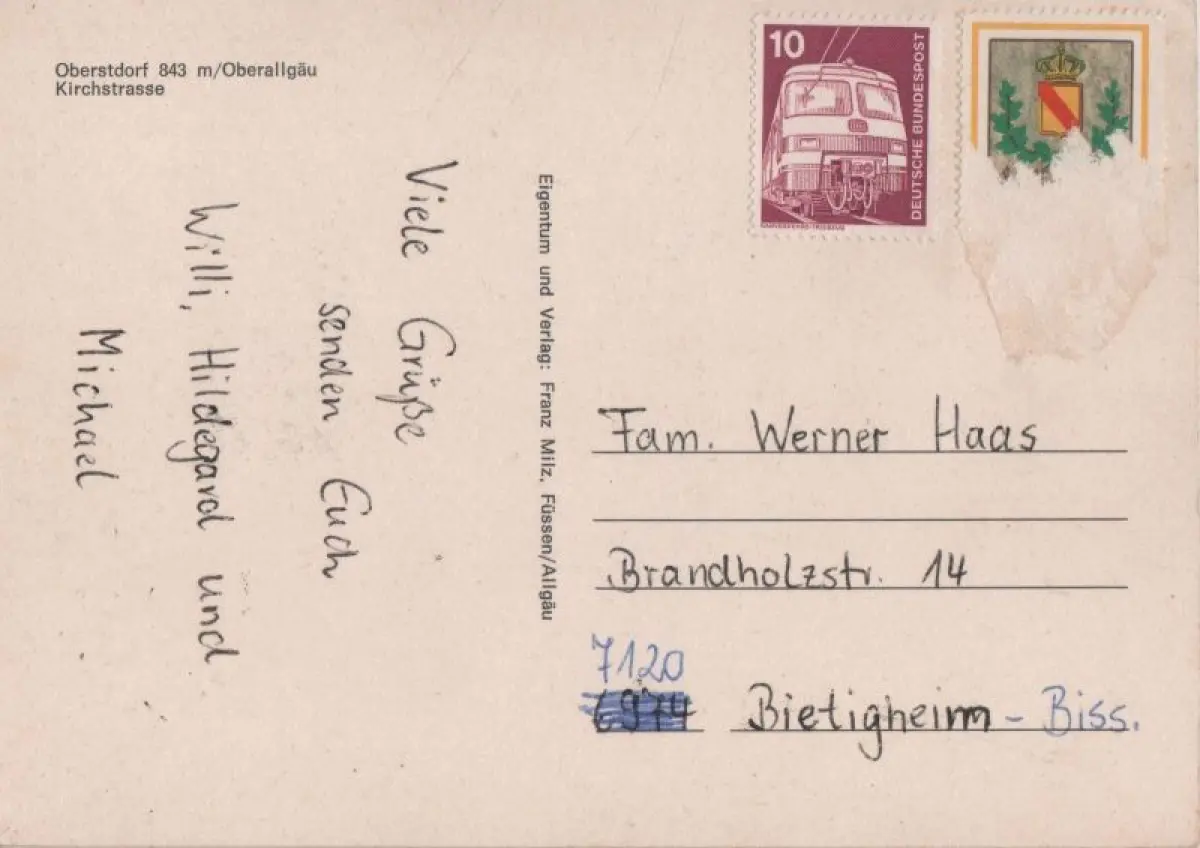 Oberstdorf 843 m/Oberallgäu
Kirchstrasse
10
DEUTSCHE BUNDESPOST
Viele Grüße
senden Euch
Willi, Hildegard und
Michael
Eigentum und Verlag: Franz Milz, Füssen/Allgäu
Fam. Werner Haas
Brandholzstr. 14
7120
6974 Bietigheim - Biss.